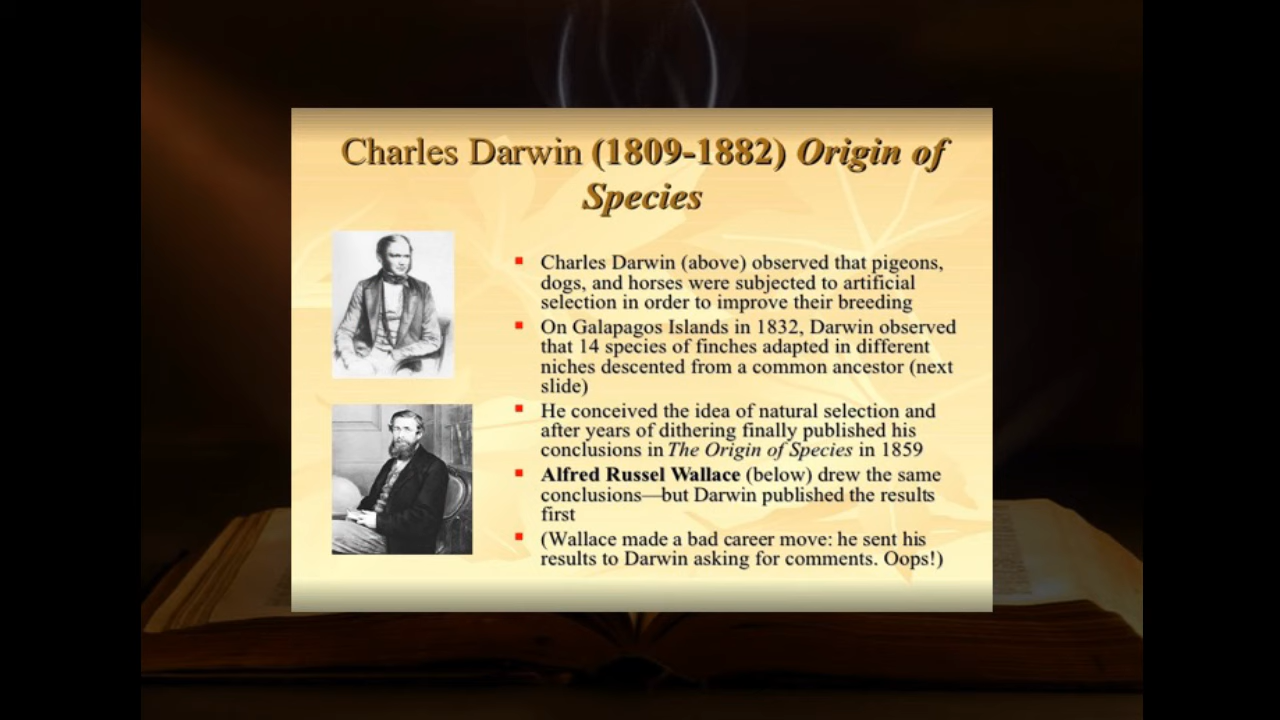 Charles Darwin (1809-1882) Origin of
Species
Charles Darwin (above) observed that pigeons,
dogs, and horses were subjected to artificial
selection in order to improve their breeding
On Galapagos Islands in 1832, Darwin observed
that 14 species of finches adapted in different
niches descented from a common ancestor (next
slide)
He conceived the idea of natural selection and
after years of dithering finally published his
conclusions in The Origin of Species in 1859
Alfred Russel Wallace (below) drew the same
conclusions—but Darwin published the results
first
(Wallace made a bad career move: he sent his
results to Darwin asking for comments. Oops!)